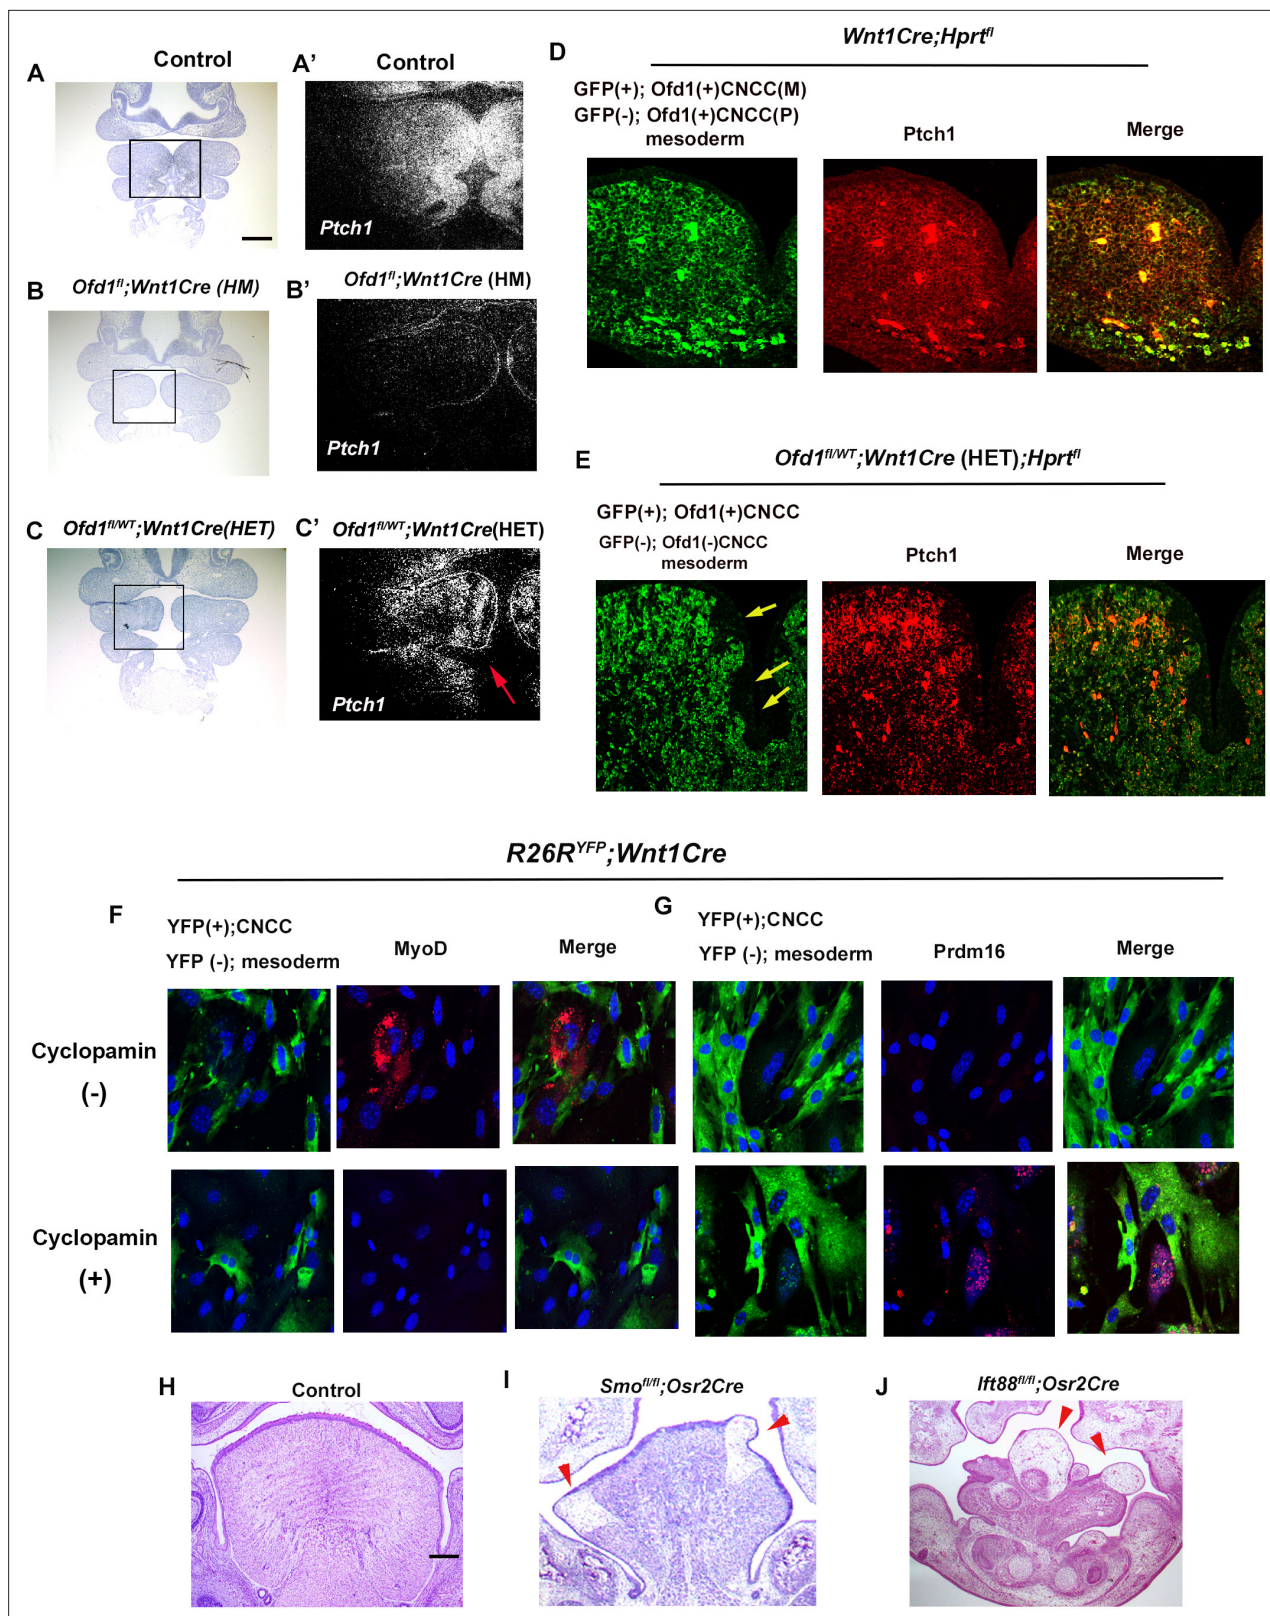 A
Control
A’
Control
Ptch1
B
Ofd1fl;Wnt1Cre (HM)
B’
Ofd1fl;Wnt1Cre (HM)
Ptch1
C
Ofd1fl/WT;Wnt1Cre(HET)
C’
Ofd1fl/WT;Wnt1Cre(HET)
Ptch1
D
Wnt1Cre;Hprtfl
GFP(+); Ofd1(+)CNCC(M)
GFP(-); Ofd1(+)CNCC(P)
mesoderm
Ptch1
Merge
E
Ofd1fl/WT;Wnt1Cre (HET);Hprtfl
GFP(+); Ofd1(+)CNCC
GFP(-); Ofd1(-)CNCC
mesoderm
Ptch1
Merge
R26RYFP;Wnt1Cre
F
YFP(+);CNCC
YFP (-); mesoderm
MyoD
Merge
G
YFP(+);CNCC
YFP (-); mesoderm
Prdm16
Merge
Cyclopamin
(-)
Cyclopamin
(+)
H
Control
I
Smofl/fl;Osr2Cre
J
Ift88fl/fl;Osr2Cre